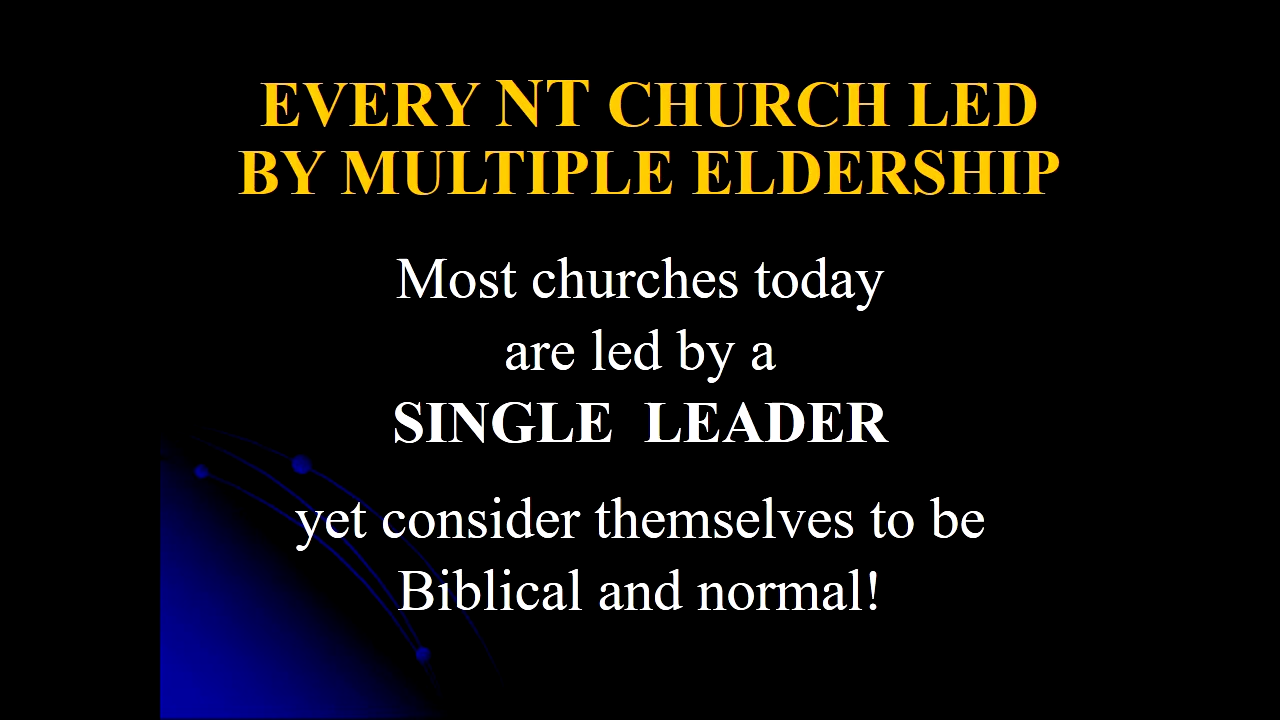 EVERY NT CHURCH LED
BY MULTIPLE ELDERSHIP
Most churches today
are led by a
SINGLE LEADER
yet consider themselves to be
Biblical and normal!